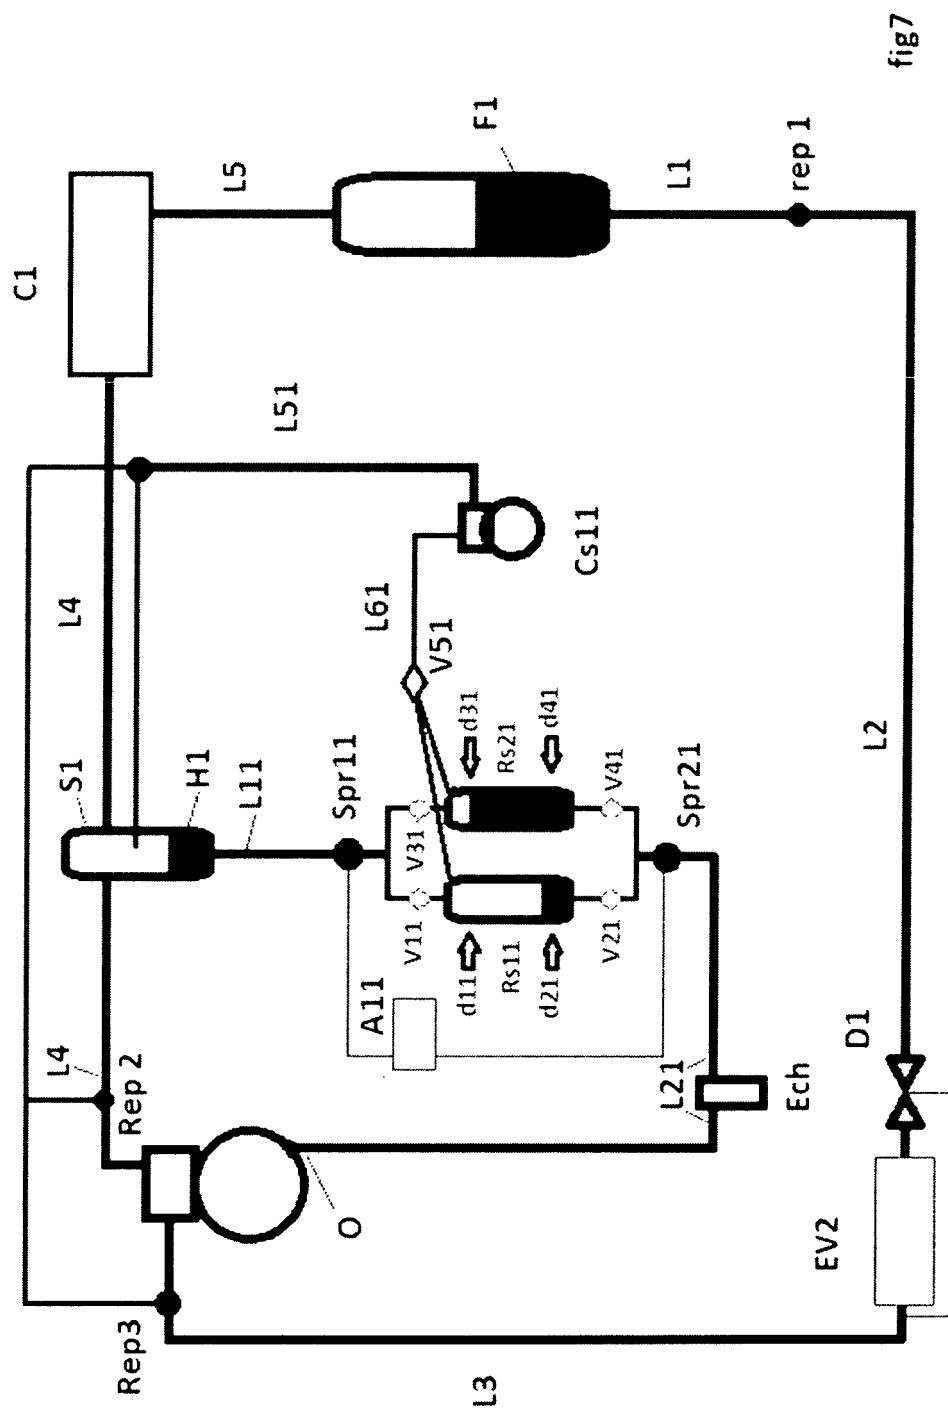 C1
L4
S1
L4
Rep3
Rep 2
H1
L11
L5
L51
O
Spr11
A11
L61
V11
V31
V51
d11
d31
L3
F1
Rs11
Rs21
d21
d41
Cs11
V21
V41
L21
Spr21
L1
Ech
rep 1
EV2
D1
L2
fig7